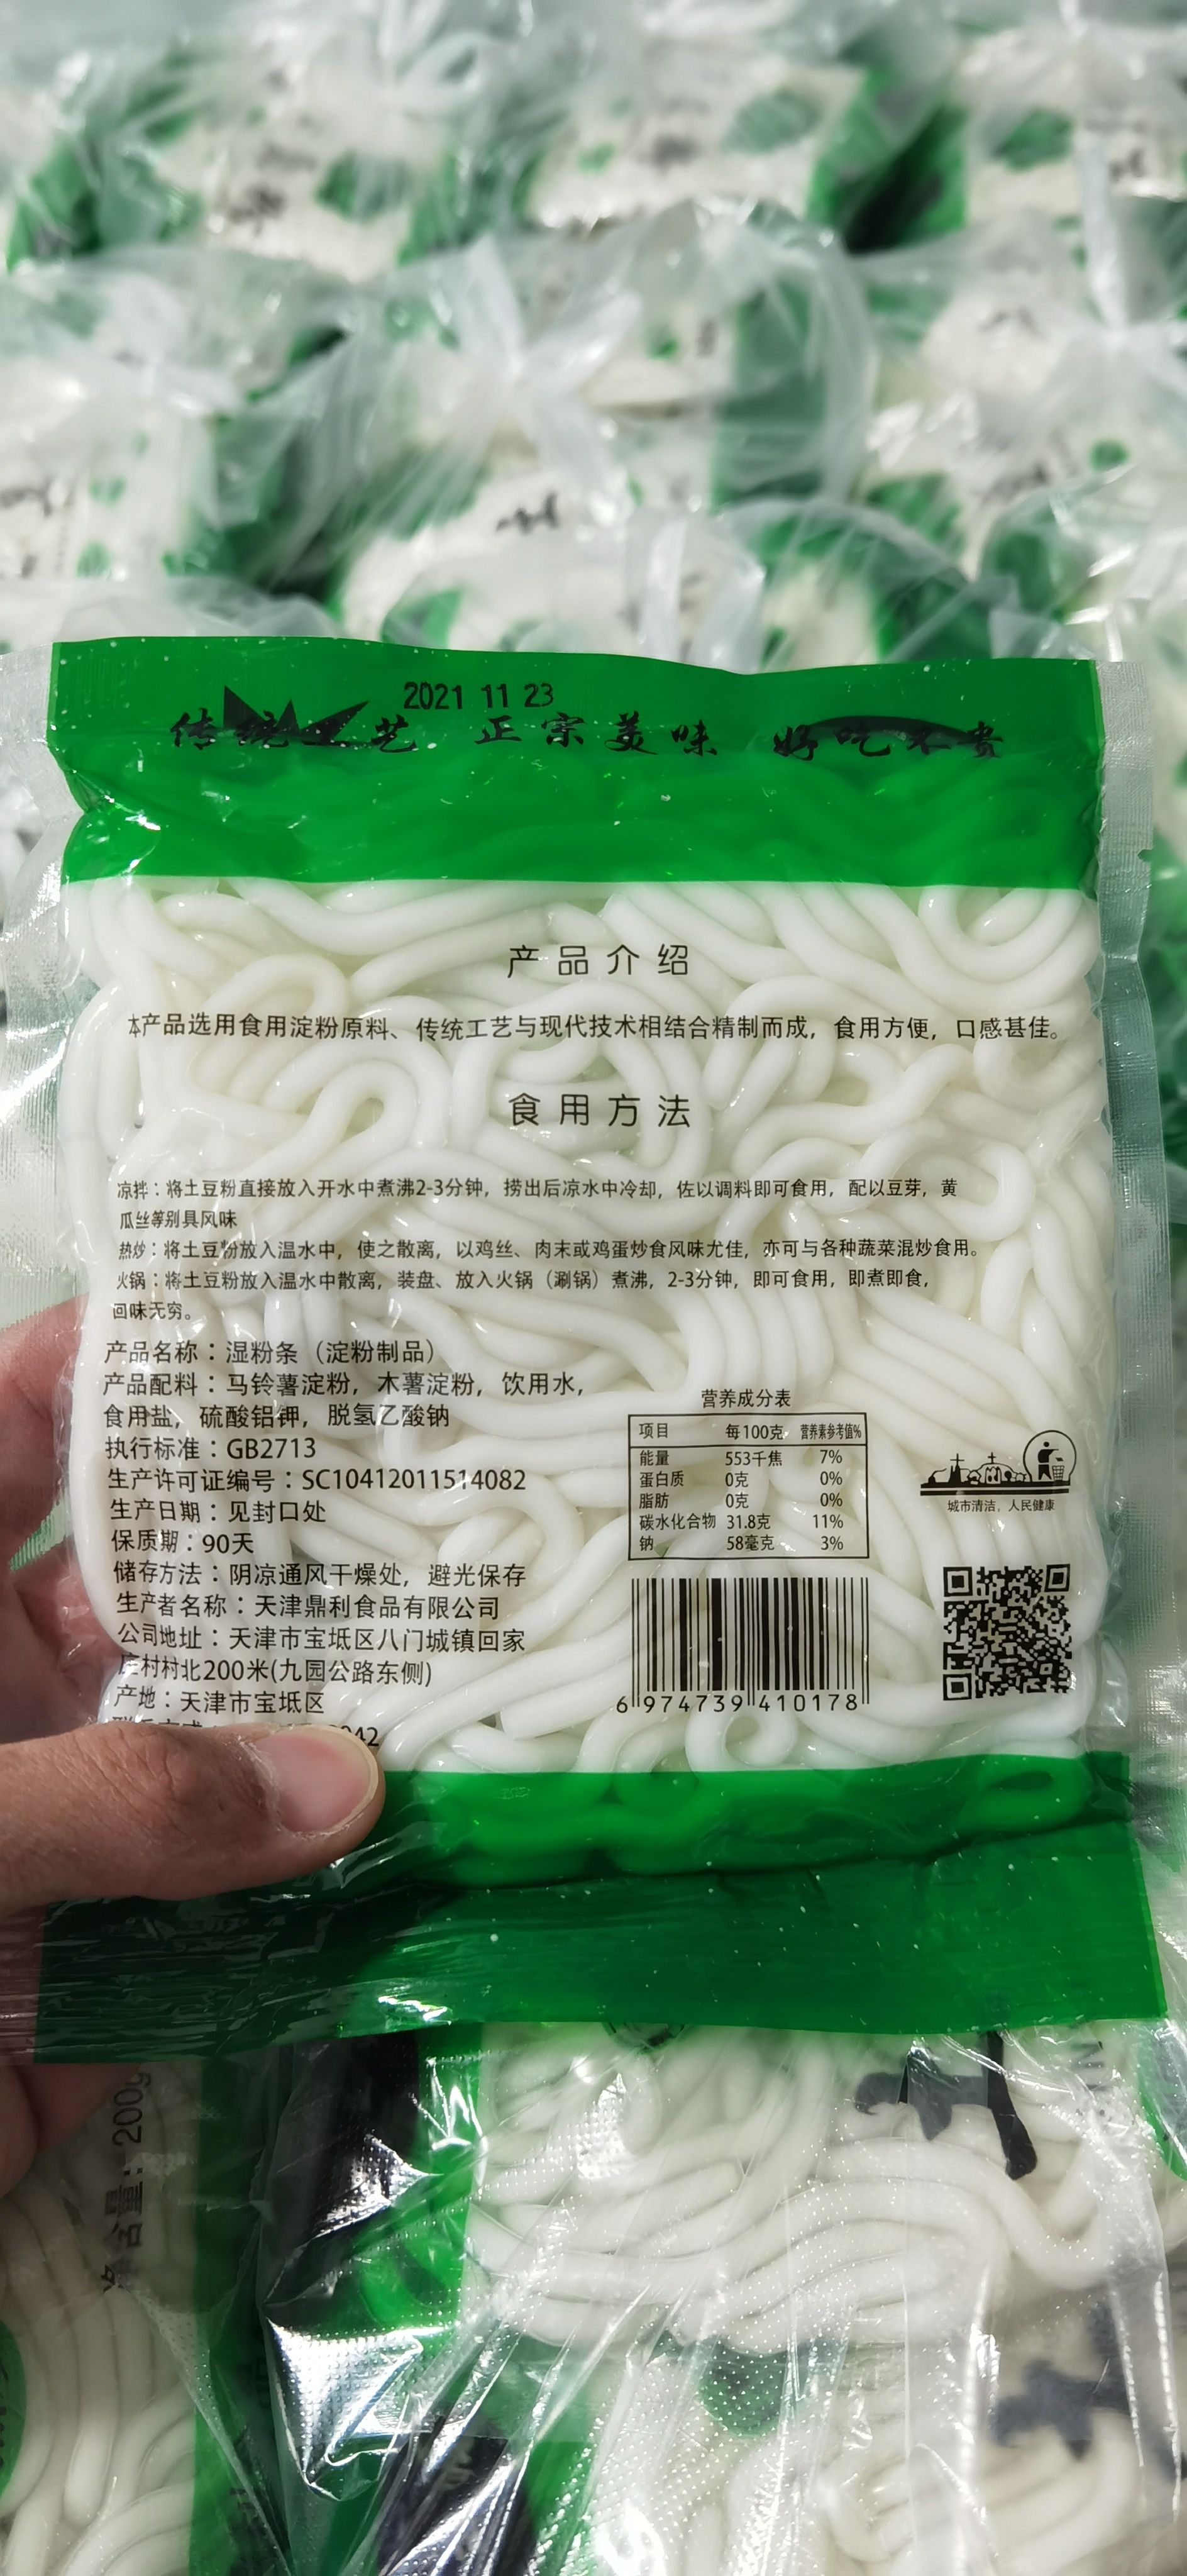 2021 11 23
传统工艺 正宗美味 好吃不贵
产品介绍
本产品选用食用淀粉原料、传统工艺与现代技术相结合精制而成，食用方便，口感甚佳。
食用方法
凉拌：将土豆粉直接放入开水中煮沸2-3分钟，捞出后凉水中冷却，佐以调料即可食用，配以豆芽，黄
瓜丝等别具风味
热炒：将土豆粉放入温水中，使之散离，以鸡丝、肉末或鸡蛋炒食风味尤佳，亦可与各种蔬菜混炒食用。
火锅：将土豆粉放入温水中散离，装盘、放入火锅（涮锅）煮沸，2-3分钟，即可食用，即煮即食，
回味无穷。
产品名称：湿粉条（淀粉制品）
产品配料：马铃薯淀粉，木薯淀粉，饮用水，
食用盐，硫酸铝钾，脱氢乙酸钠
执行标准：GB2713
生产许可证编号：SC10412011514082
生产日期：见封口处
保质期：90天
储存方法：阴凉通风干燥处，避光保存
生产者名称：天津鼎利食品有限公司
公司地址：天津市宝坻区八门城镇回家
庄村村北200米(九园公路东侧)
产地：天津市宝坻区
营养成分表
项目 每100克 营养素参考值%
能量 553千焦 7%
蛋白质 0克 0%
脂肪 0克 0%
碳水化合物 31.8克 11%
钠 58毫克 3%
城市清洁，人民健康
6 974739 410178
净含量：200g